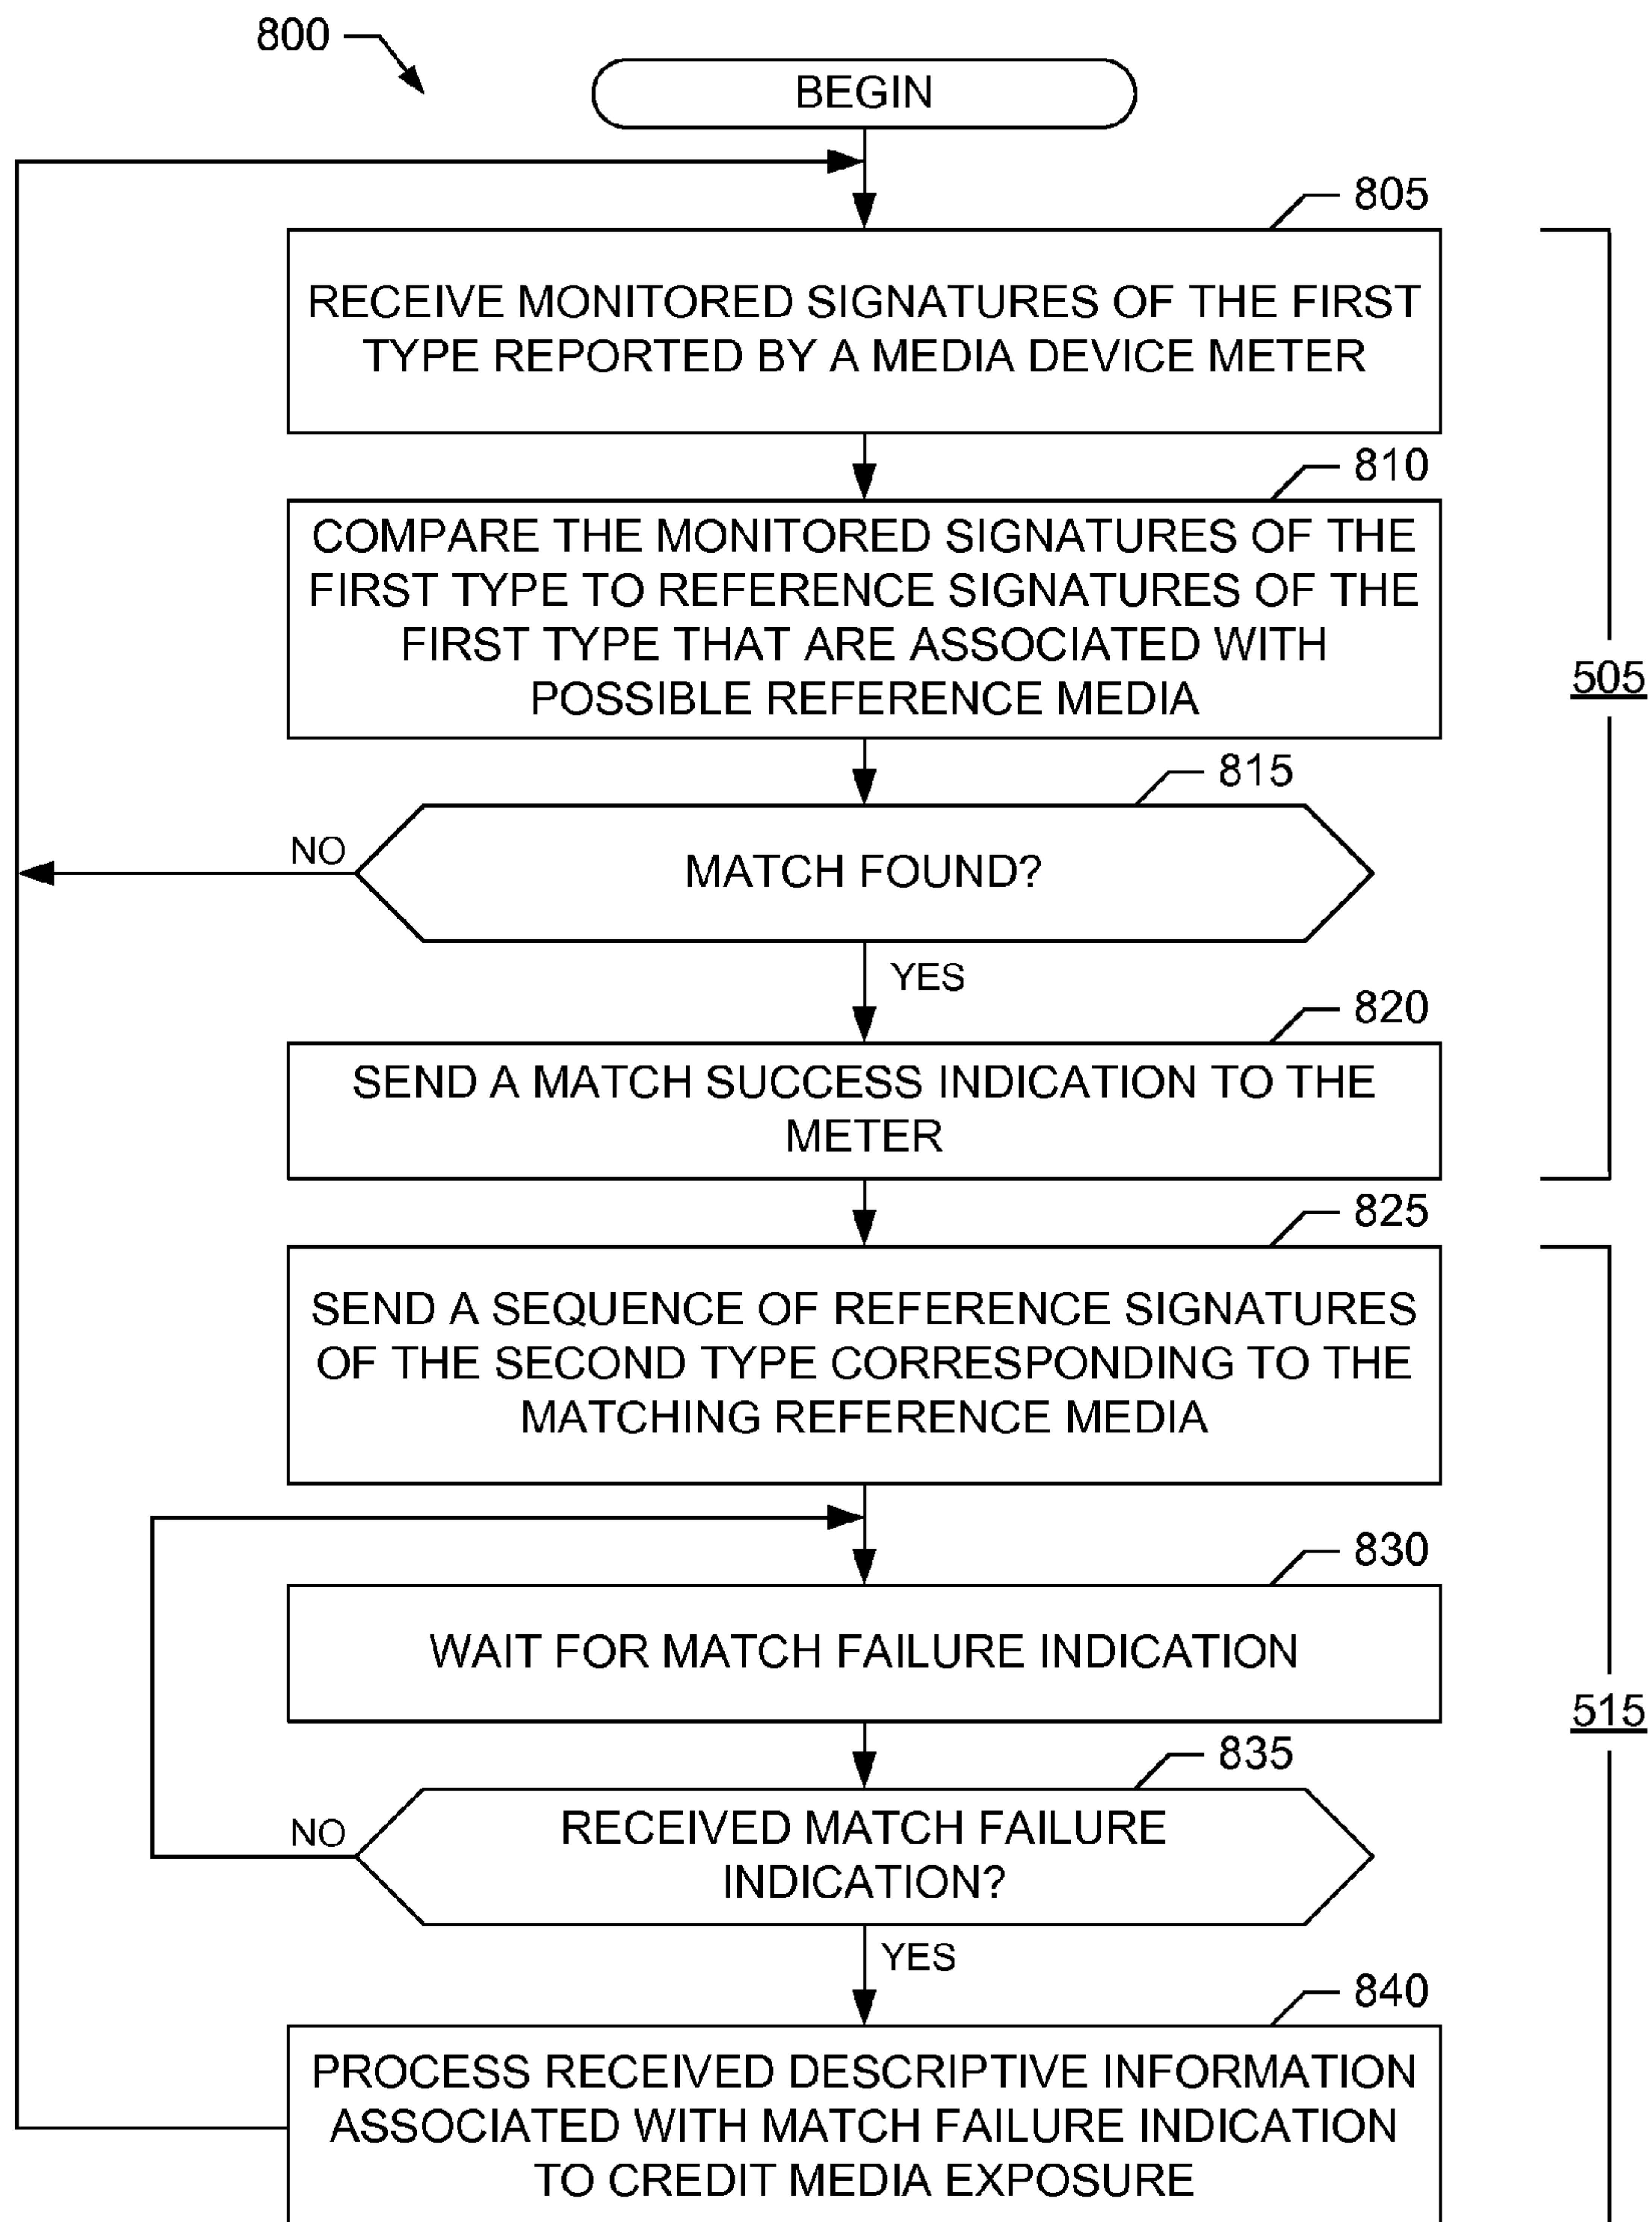 800
BEGIN
805
RECEIVE MONITORED SIGNATURES OF THE FIRST
TYPE REPORTED BY A MEDIA DEVICE METER
810
COMPARE THE MONITORED SIGNATURES OF THE
FIRST TYPE TO REFERENCE SIGNATURES OF THE
FIRST TYPE THAT ARE ASSOCIATED WITH
POSSIBLE REFERENCE MEDIA
505
815
NO
MATCH FOUND?
YES
820
SEND A MATCH SUCCESS INDICATION TO THE
METER
825
SEND A SEQUENCE OF REFERENCE SIGNATURES
OF THE SECOND TYPE CORRESPONDING TO THE
MATCHING REFERENCE MEDIA
830
WAIT FOR MATCH FAILURE INDICATION
515
835
NO
RECEIVED MATCH FAILURE
INDICATION?
YES
840
PROCESS RECEIVED DESCRIPTIVE INFORMATION
ASSOCIATED WITH MATCH FAILURE INDICATION
TO CREDIT MEDIA EXPOSURE